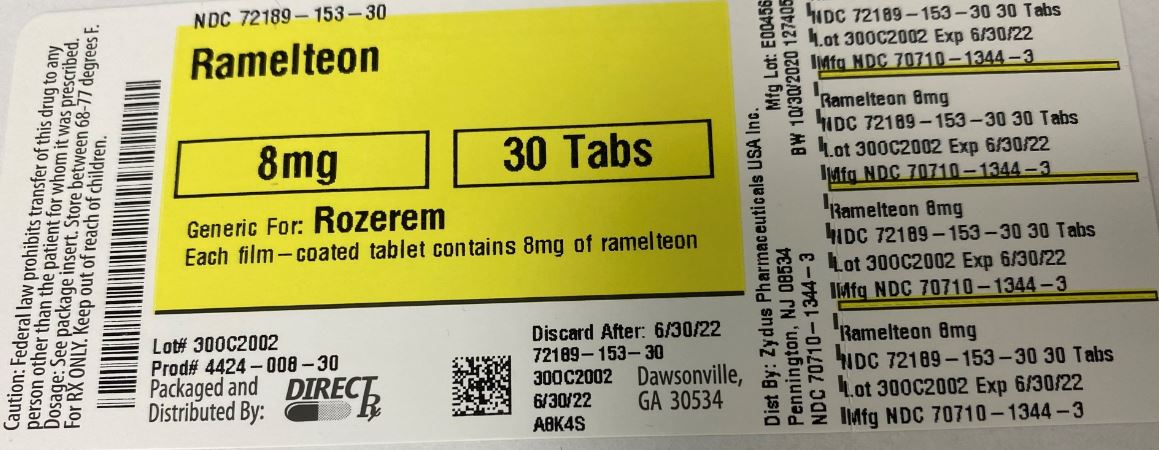 Caution: Federal law prohibits transfer of this drug to any
person other than the patient for whom it was prescribed.
Dosage: See package insert. Store between 68-77 degrees F.
For RX ONLY. Keep out of reach of children.
NDC 72189-153-30
Ramelteon
8mg
30 Tabs
Generic For: Rozerem
Each film-coated tablet contains 8mg of ramelteon
Lot# 300C2002
Prod# 4424-008-30
Packaged and
Distributed By:
DIRECT Rx
Discard After: 6/30/22
72189-153-30
300C2002
6/30/22
A8K4S
Dawsonville,
GA 30534
Mfg Lot: E00456
BW 10/30/2020 127405
Dist By: Zydus Pharmaceuticals USA Inc.
Pennington, NJ 08534
NDC 70710-1344-3
NDC 72189-153-30 30 Tabs
Lot 300C2002 Exp 6/30/22
Mfg NDC 70710-1344-3
Ramelteon 8mg
NDC 72189-153-30 30 Tabs
Lot 300C2002 Exp 6/30/22
Mfg NDC 70710-1344-3
Ramelteon 8mg
NDC 72189-153-30 30 Tabs
Lot 300C2002 Exp 6/30/22
Mfg NDC 70710-1344-3
Ramelteon 8mg
NDC 72189-153-30 30 Tabs
Lot 300C2002 Exp 6/30/22
Mfg NDC 70710-1344-3